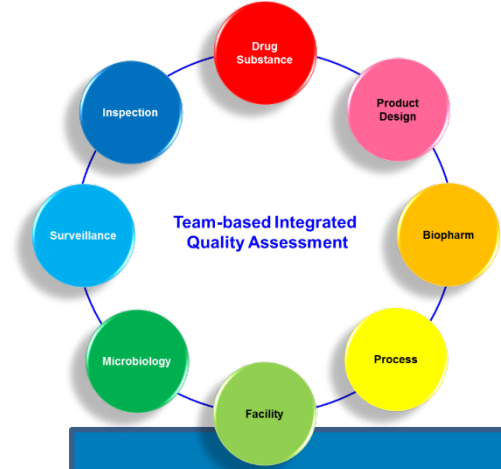 Drug
Substance
Product
Design
Biopharm
Process
Facility
Microbiology
Surveillance
Inspection
Team-based Integrated
Quality Assessment